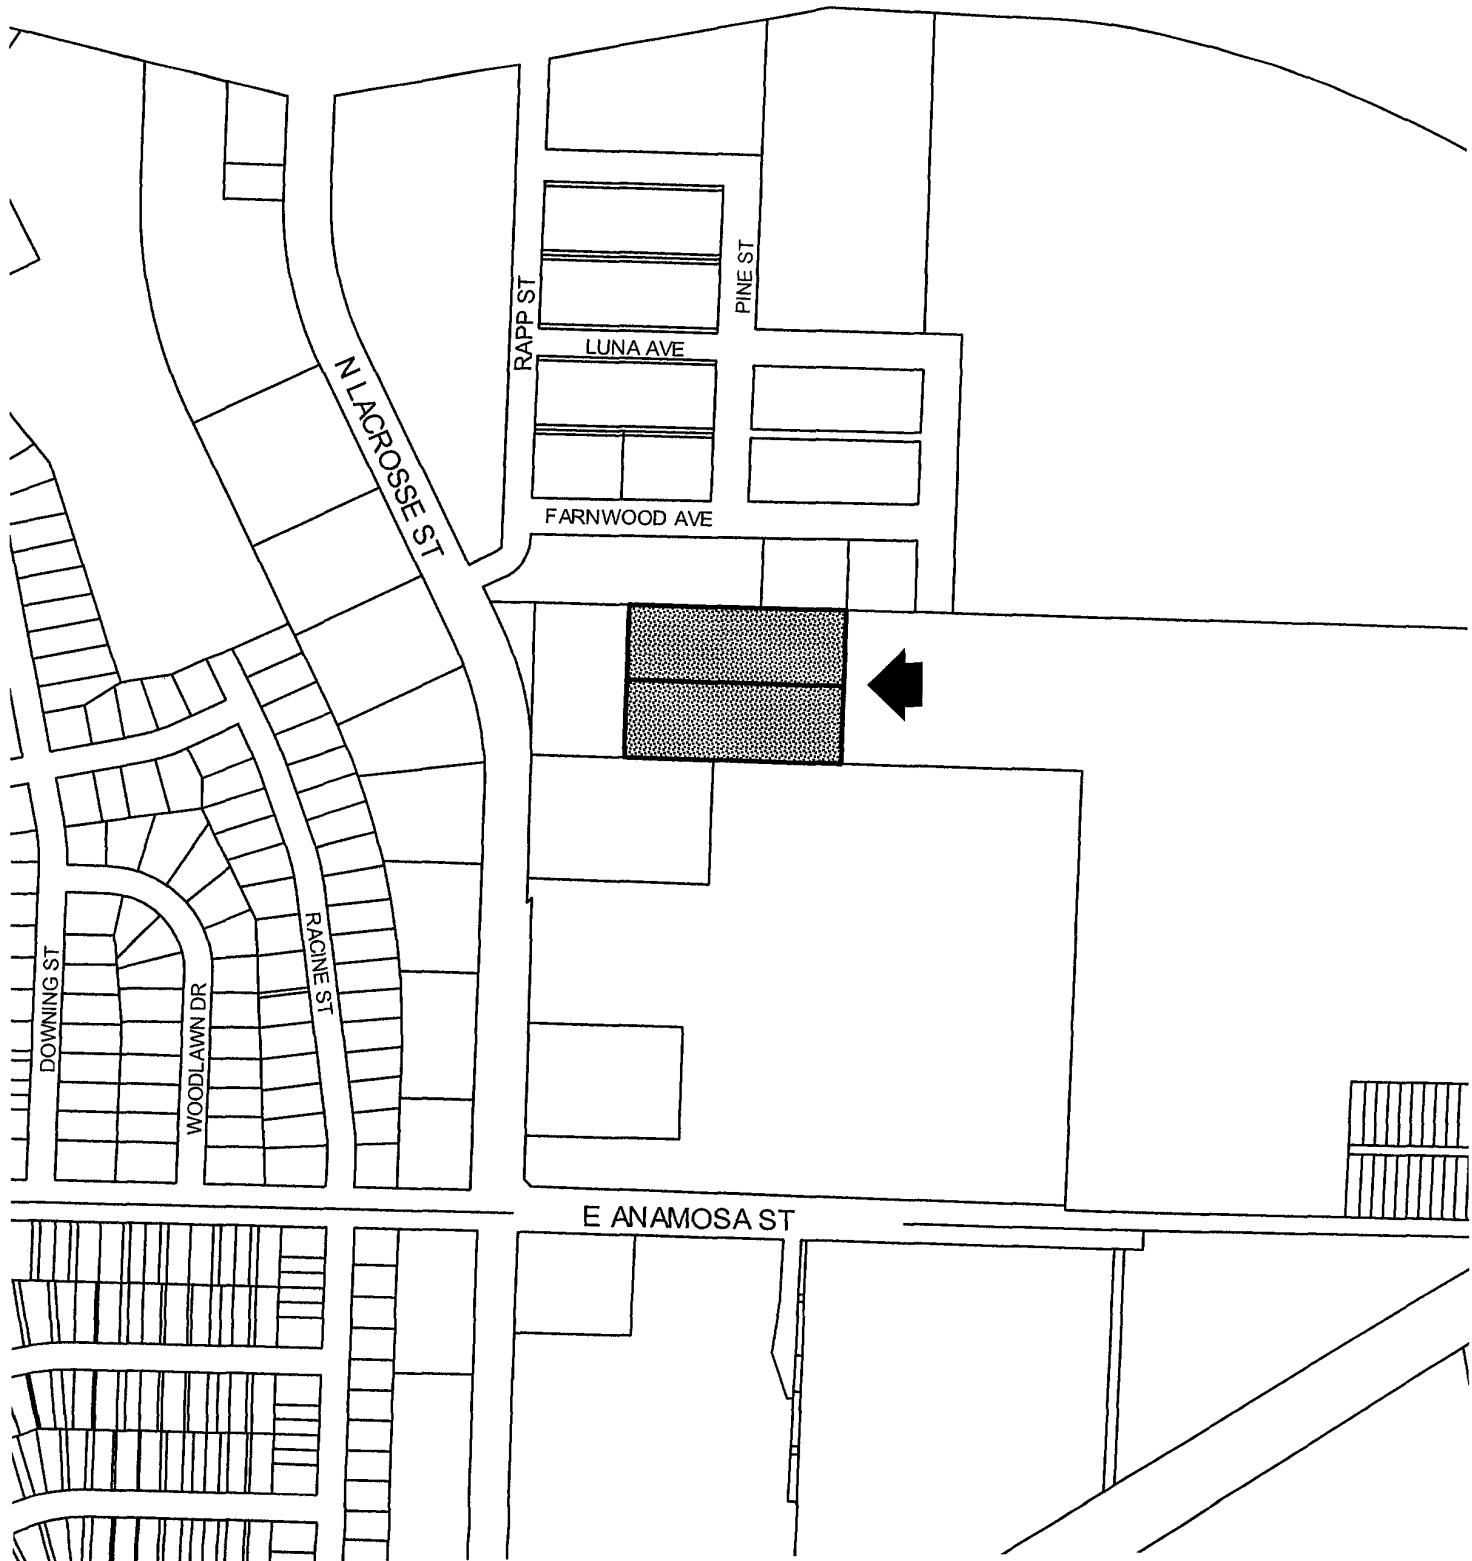 PINE ST
RAPP ST
LUNA AVE
N LACROSSE ST
FARNWOOD AVE
RACINE ST
DOWNING ST
WOODLAWN DR
E ANAMOSA ST